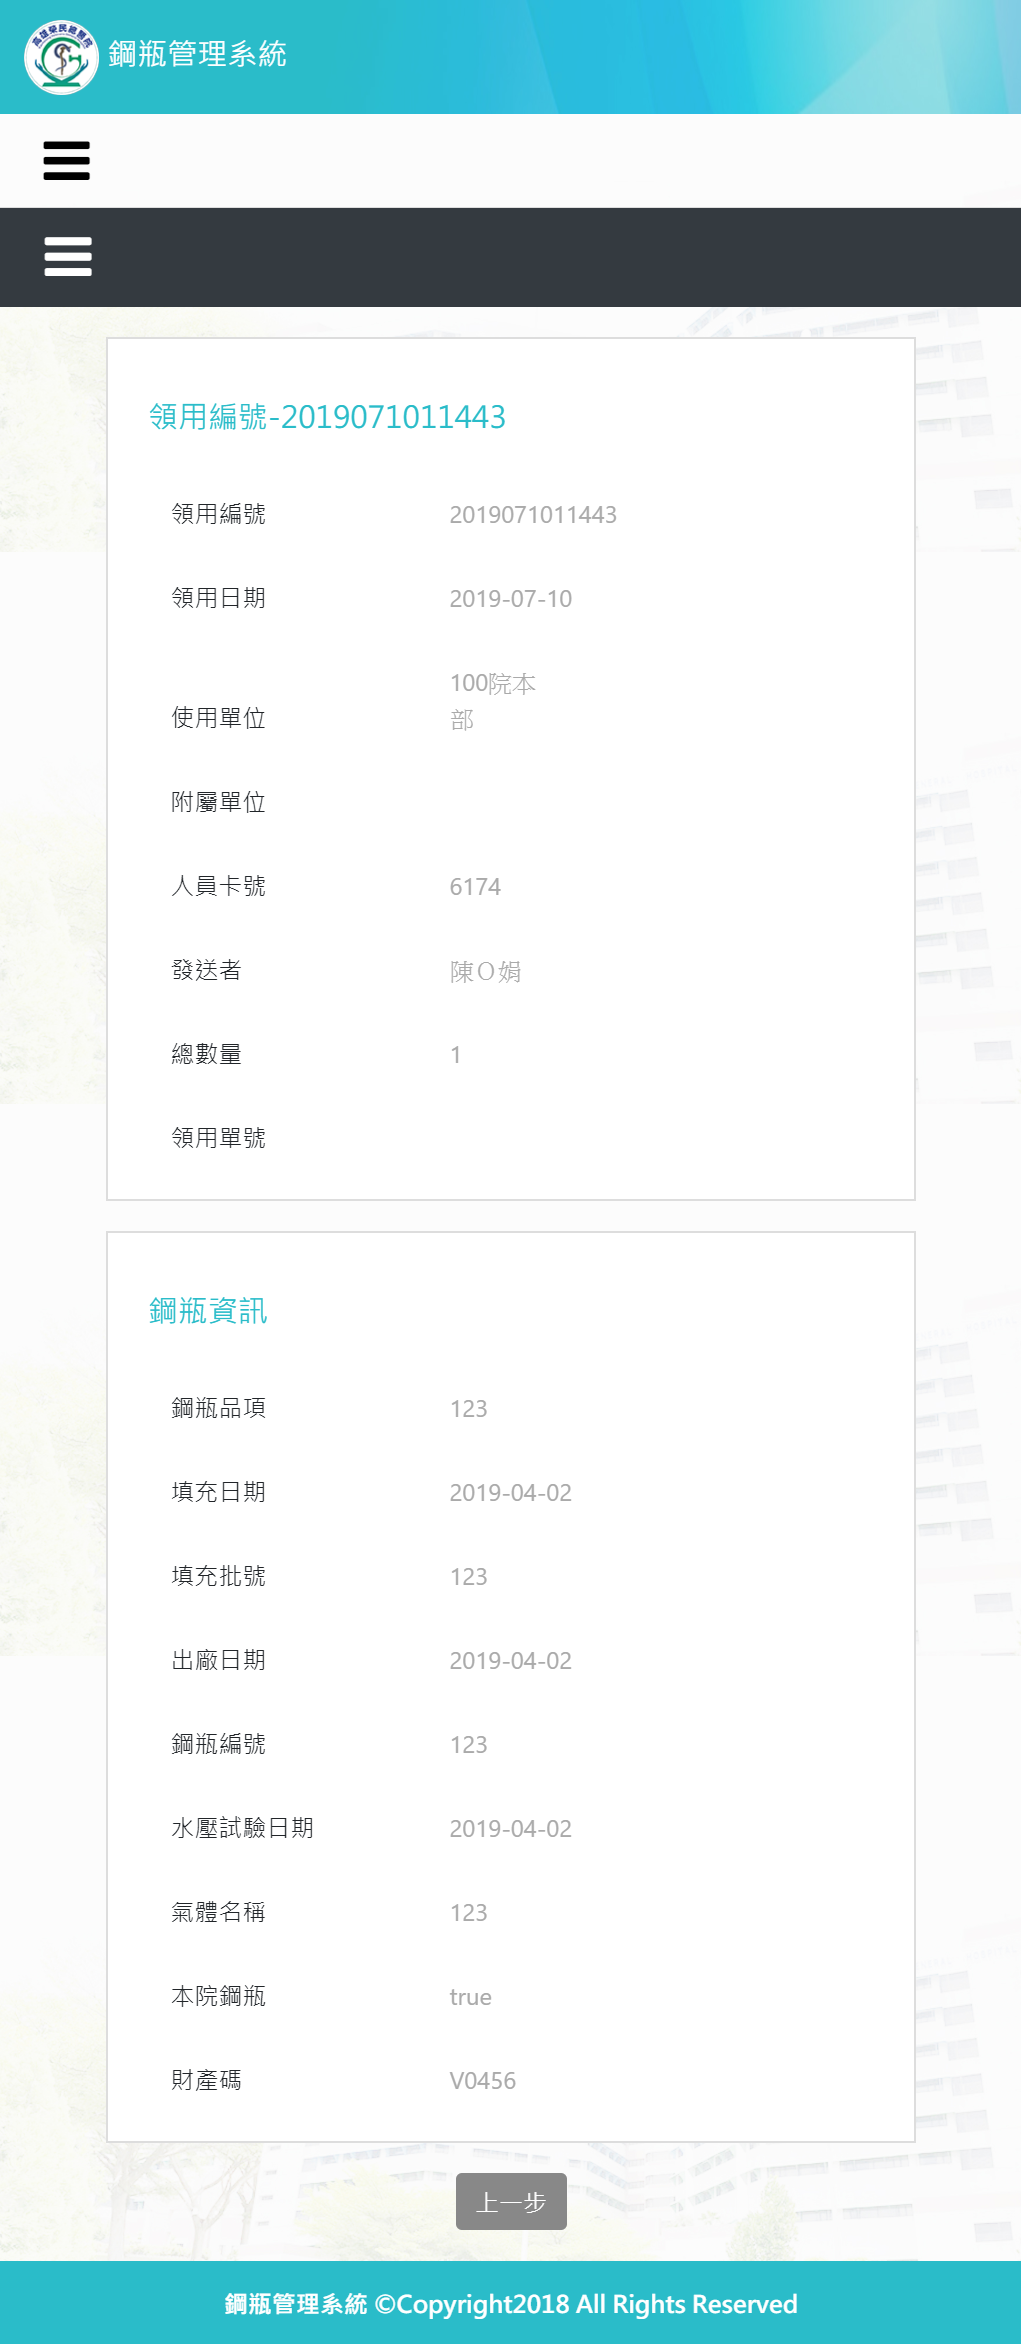 高雄榮民總醫院
鋼瓶管理系統
領用編號-2019071011443
領用編號 2019071011443
領用日期 2019-07-10
使用單位 100院本
部
附屬單位
人員卡號 6174
發送者 陳O娟
總數量 1
領用單號
鋼瓶資訊
鋼瓶品項 123
填充日期 2019-04-02
填充批號 123
出廠日期 2019-04-02
鋼瓶編號 123
水壓試驗日期 2019-04-02
氣體名稱 123
本院鋼瓶 true
財產碼 V0456
上一步
鋼瓶管理系統 ©Copyright2018 All Rights Reserved